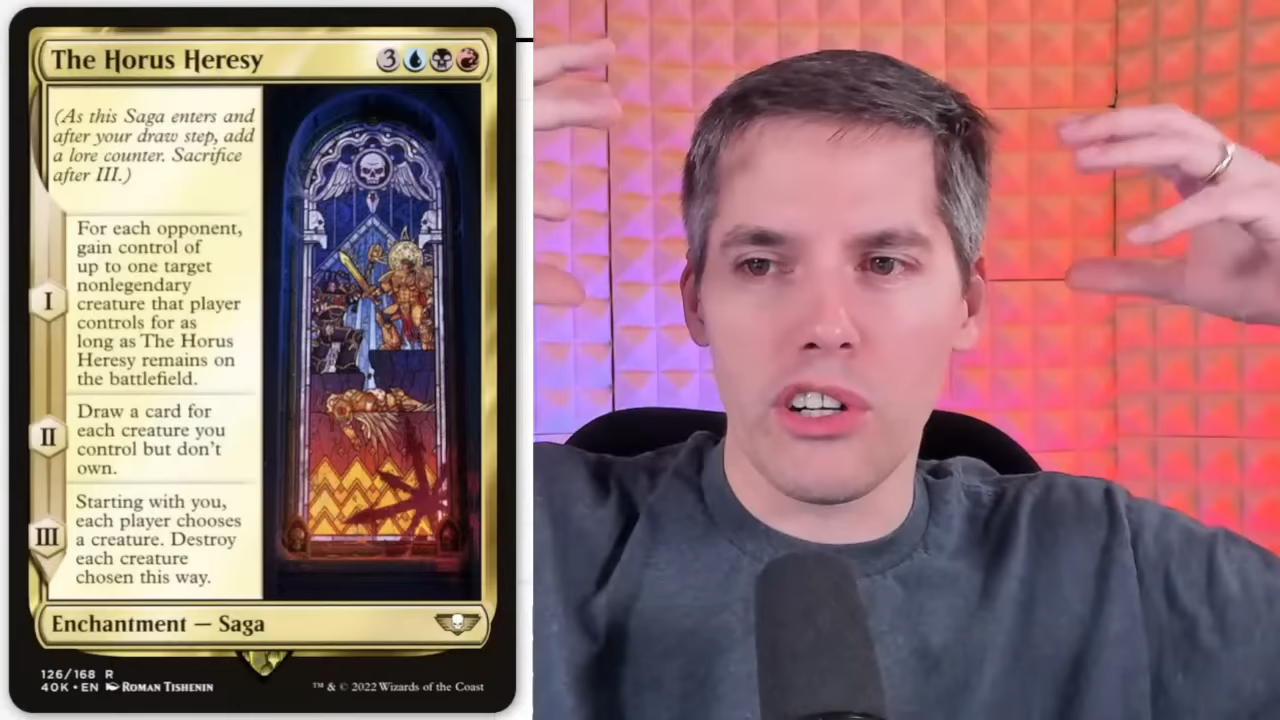 The Horus Heresy
3
(As this Saga enters and
after your draw step, add
a lore counter. Sacrifice
after III.)
I
For each opponent,
gain control of
up to one target
nonlegendary
creature that player
controls for as
long as The Horus
Heresy remains on
the battlefield.
II
Draw a card for
each creature you
control but don't
own.
III
Starting with you,
each player chooses
a creature. Destroy
each creature
chosen this way.
Enchantment — Saga
126/168 R
40K • EN Roman Tishenin
™ & © 2022 Wizards of the Coast